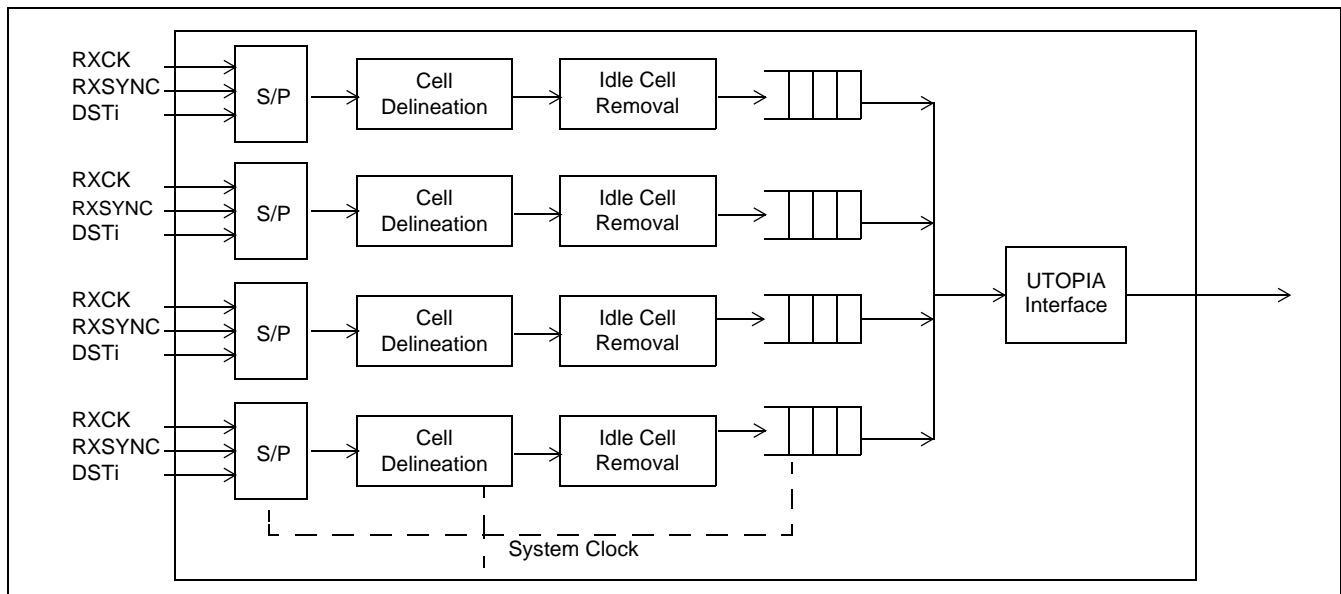 RXCK
RXSYNC
DSTi
S/P
Cell
Delineation
Idle Cell
Removal
RXCK
RXSYNC
DSTi
S/P
Cell
Delineation
Idle Cell
Removal
UTOPIA
Interface
RXCK
RXSYNC
DSTi
S/P
Cell
Delineation
Idle Cell
Removal
RXCK
RXSYNC
DSTi
S/P
Cell
Delineation
Idle Cell
Removal
System Clock